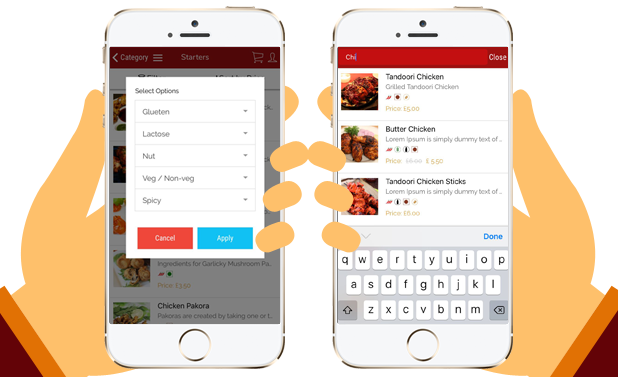 Category
Starters
Select Options
Glueten
Lactose
Nut
Veg / Non-veg
Spicy
Cancel
Apply
Ingredients for Garlicky Mushroom Pa..
Price: £3.50
Chicken Pakora
Pakoras are created by taking one or t..
Chi
Close
Tandoori Chicken
Grilled Tandoori Chicken
Price: £5.00
Butter Chicken
Lorem Ipsum is simply dummy text of ..
Price: £6.00 £ 5.50
Tandoori Chicken Sticks
Lorem Ipsum is simply dummy text of ..
Price: £6.00
Done
q w e r t y u i o p
a s d f g h j k l
z x c v b n m